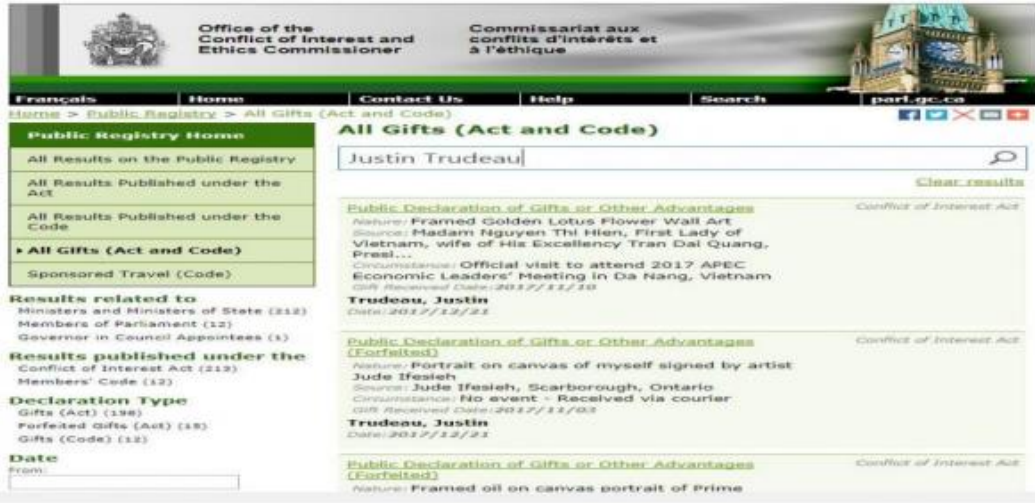 Office of the
Conflict of Interest and
Ethics Commissioner
Commissariat aux
conflits d'intérêts et
à l'éthique
Français Home Contact Us Help Search parl.gc.ca
Home > Public Registry > All Gifts (Act and Code)
Public Registry Home
All Results on the Public Registry
All Results Published under the
Act
All Results Published under the
Code
All Gifts (Act and Code)
Sponsored Travel (Code)
Results related to
Ministers and Ministers of State (212)
Members of Parliament (12)
Governor in Council Appointees (1)
Results published under the
Conflict of Interest Act (213)
Members' Code (12)
Declaration Type
Gifts (Act) (198)
Forfeited Gifts (Act) (15)
Gifts (Code) (12)
Date
From:
All Gifts (Act and Code)
Justin Trudeau
Clear results
Public Declaration of Gifts or Other Advantages Conflict of Interest Act
Nature: Framed Golden Lotus Flower Wall Art
Source: Madam Nguyen Thi Hien, First Lady of
Vietnam, wife of His Excellency Tran Dai Quang,
Presi...
Circumstance: Official visit to attend 2017 APEC
Economic Leaders' Meeting in Da Nang, Vietnam
Gift Received Date: 2017/11/10
Trudeau, Justin
Date: 2017/12/21
Public Declaration of Gifts or Other Advantages Conflict of Interest Act
(Forfeited)
Nature: Portrait on canvas of myself signed by artist
Jude Ifesieh
Source: Jude Ifesieh, Scarborough, Ontario
Circumstance: No event - Received via courier
Gift Received Date: 2017/11/03
Trudeau, Justin
Date: 2017/12/21
Public Declaration of Gifts or Other Advantages Conflict of Interest Act
(Forfeited)
Nature: Framed oil on canvas portrait of Prime